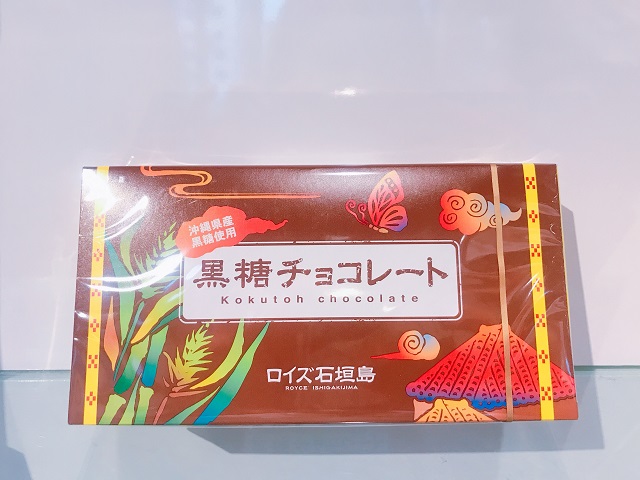 沖縄県産
黒糖使用
黒糖チョコレート
Kokutoh chocolate
ロイズ石垣島
ROYCE' ISHIGAKIJIMA